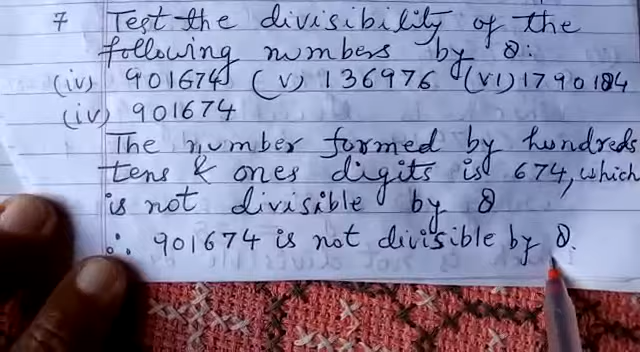 7 Test the divisibility of the
following numbers by 8:
(iv) 901674 (v) 136976 (vi) 1790184
(iv) 901674
The number formed by hundreds
tens & ones digits is 674, which
is not divisible by 8
∴ 901674 is not divisible by 8.